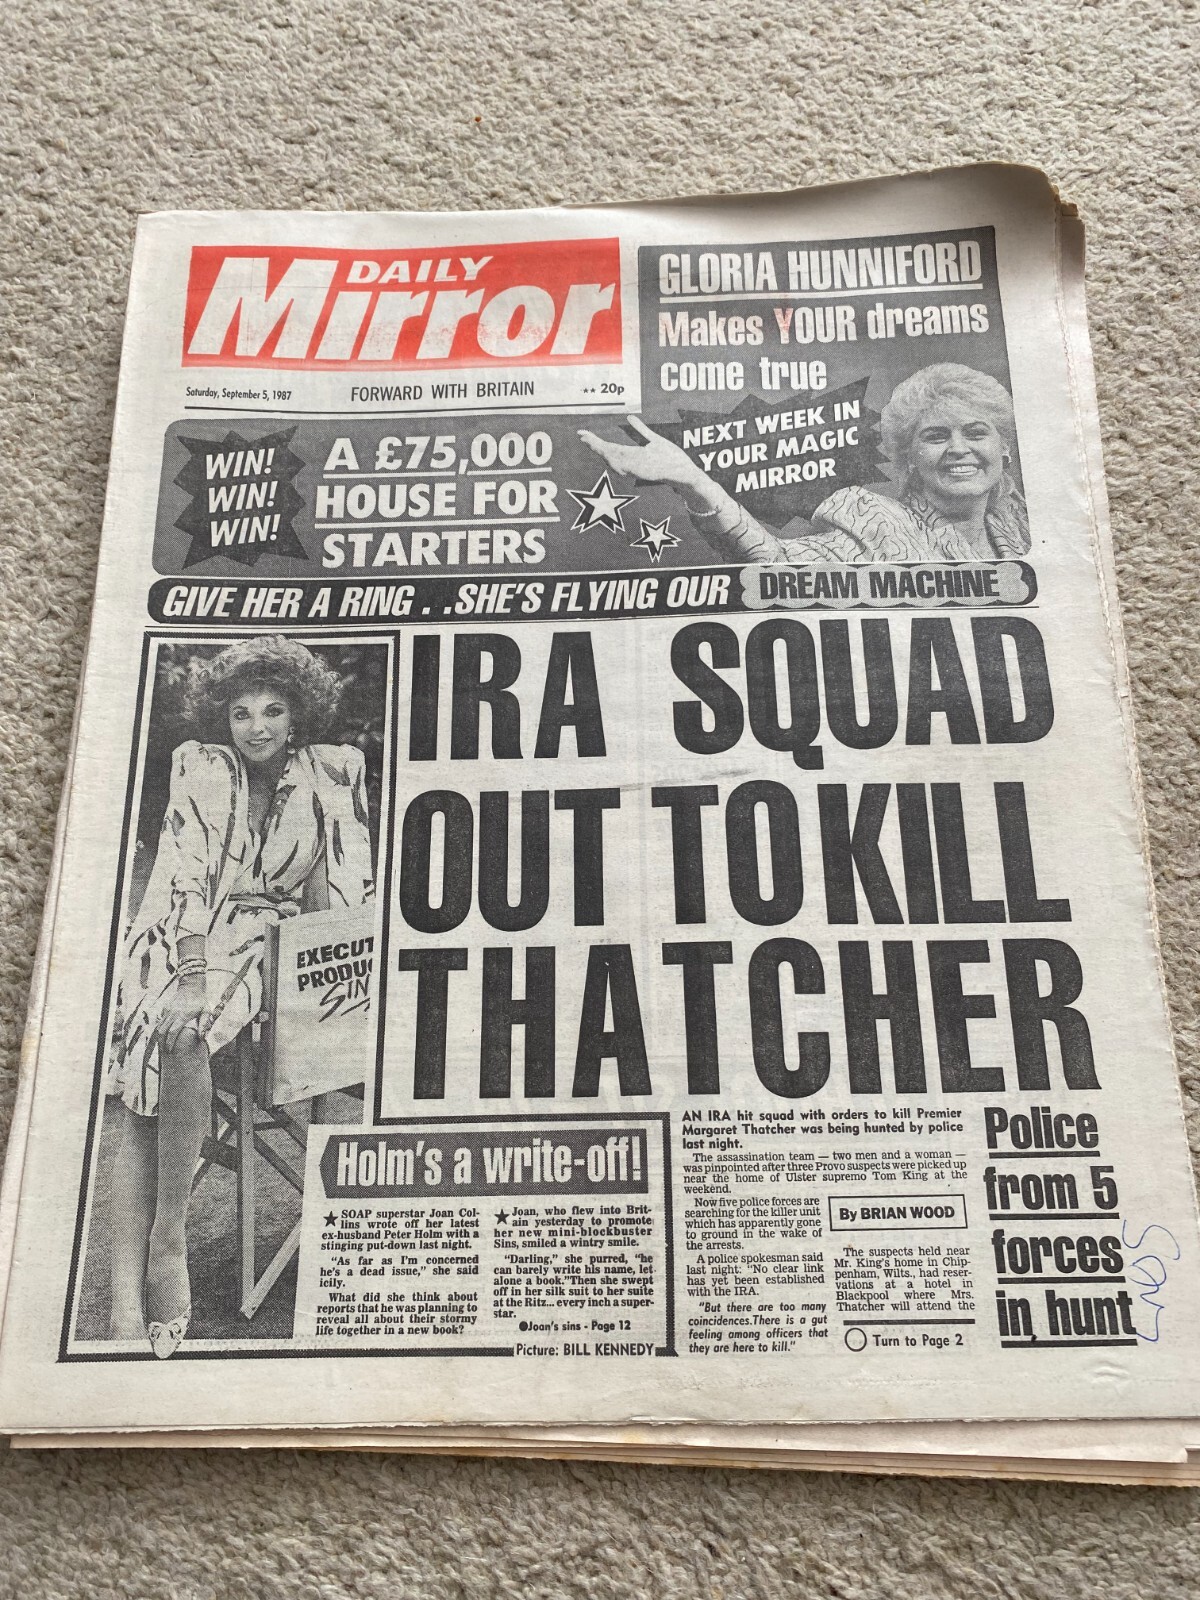 DAILY
Mirror
Saturday, September 5, 1987
FORWARD WITH BRITAIN
** 20p
GLORIA HUNNIFORD
Makes YOUR dreams
come true
NEXT WEEK IN
YOUR MAGIC
MIRROR
WIN!
WIN!
WIN!
A £75,000
HOUSE FOR
STARTERS
GIVE HER A RING . . SHE'S FLYING OUR DREAM MACHINE
IRA SQUAD
OUT TO KILL
THATCHER
EXECUT
PRODU
SIN
Holm's a write-off!
★ SOAP superstar Joan Col-
lins wrote off her latest
ex-husband Peter Holm with a
stinging put-down last night.
"As far as I'm concerned
he's a dead issue," she said
icily.
What did she think about
reports that he was planning to
reveal all about their stormy
life together in a new book?
★ Joan, who flew into Brit-
ain yesterday to promote
her new mini-blockbuster
Sins, smiled a wintry smile.
"Darling," she purred, "he
can barely write his name, let
alone a book."Then she swept
off in her silk suit to her suite
at the Ritz... every inch a super-
star.
●Joan's sins - Page 12
Picture: BILL KENNEDY
AN IRA hit squad with orders to kill Premier
Margaret Thatcher was being hunted by police
last night.
The assassination team — two men and a woman —
was pinpointed after three Provo suspects were picked up
near the home of Ulster supremo Tom King at the
weekend.
Now five police forces are
searching for the killer unit
which has apparently gone
to ground in the wake of
the arrests.
A police spokesman said
last night: "No clear link
has yet been established
with the IRA.
"But there are too many
coincidences.There is a gut
feeling among officers that
they are here to kill."
By BRIAN WOOD
The suspects held near
Mr. King's home in Chip-
penham, Wilts., had reser-
vations at a hotel in
Blackpool where Mrs.
Thatcher will attend the
Turn to Page 2
Police
from 5
forces
in hunt